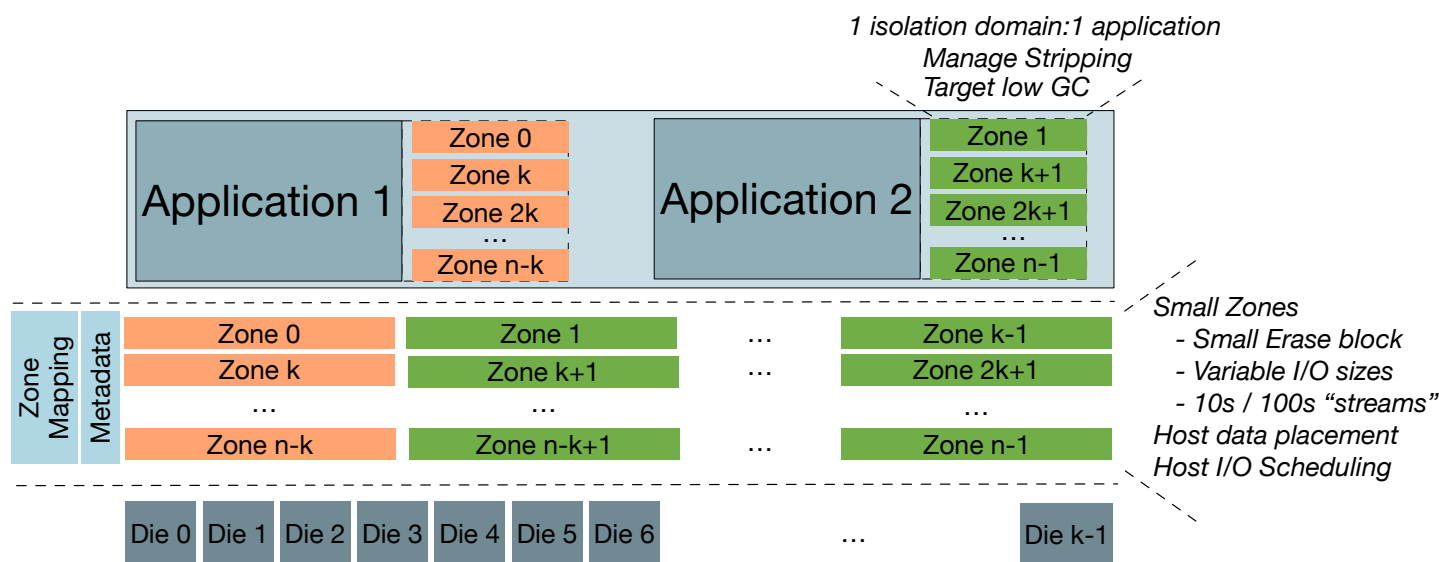 1 isolation domain:1 application
Manage Stripping
Target low GC
Application 1
Zone 0
Zone k
Zone 2k
...
Zone n-k
Application 2
Zone 1
Zone k+1
Zone 2k+1
...
Zone n-1
Zone
Mapping
Metadata
Zone 0 Zone 1 ... Zone k-1
Zone k Zone k+1 ... Zone 2k+1
... ... ...
Zone n-k Zone n-k+1 ... Zone n-1
Small Zones
- Small Erase block
- Variable I/O sizes
- 10s / 100s “streams”
Host data placement
Host I/O Scheduling
Die 0 Die 1 Die 2 Die 3 Die 4 Die 5 Die 6 ... Die k-1